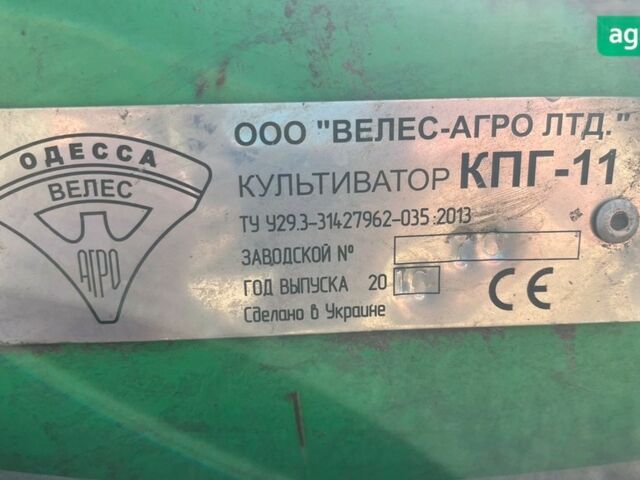 ag
ООО "ВЕЛЕС-АГРО ЛТД."
ОДЕССА
ВЕЛЕС
АГРО
КУЛЬТИВАТОР КПГ-11
ТУ У29.3-31427962-035:2013
ЗАВОДСКОЙ №
ГОД ВЫПУСКА 20
Сделано в Украине
CE